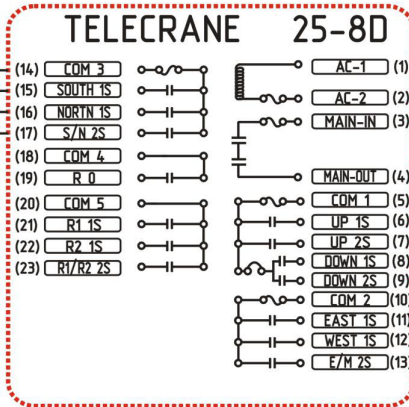 TELECRANE 25-8D
(14) COM 3
(15) SOUTH 1S
(16) NORTN 1S
(17) S/N 2S
(18) COM 4
(19) R 0
(20) COM 5
(21) R1 1S
(22) R2 1S
(23) R1/R2 2S
AC-1 (1)
AC-2 (2)
MAIN-IN (3)
MAIN-OUT (4)
COM 1 (5)
UP 1S (6)
UP 2S (7)
DOWN 1S (8)
DOWN 2S (9)
COM 2 (10)
EAST 1S (11)
WEST 1S (12)
E/M 2S (13)